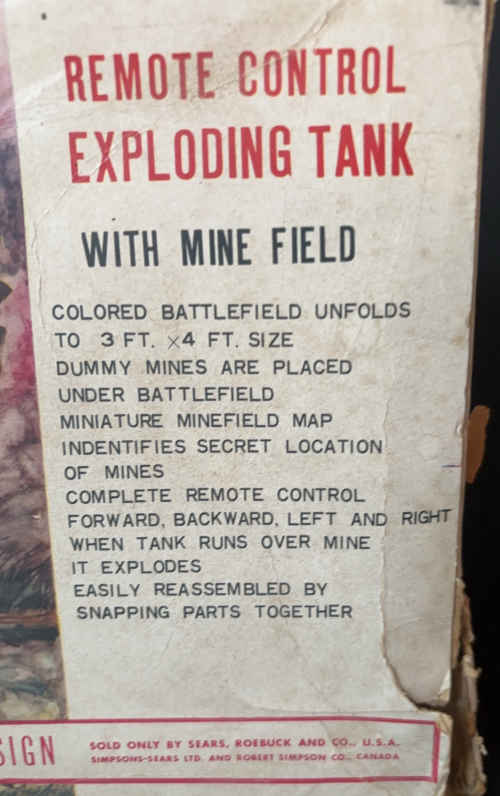 REMOTE CONTROL
EXPLODING TANK
WITH MINE FIELD
COLORED BATTLEFIELD UNFOLDS
TO 3 FT. ×4 FT. SIZE
DUMMY MINES ARE PLACED
UNDER BATTLEFIELD
MINIATURE MINEFIELD MAP
INDENTIFIES SECRET LOCATION
OF MINES
COMPLETE REMOTE CONTROL
FORWARD, BACKWARD, LEFT AND RIGHT
WHEN TANK RUNS OVER MINE
IT EXPLODES
EASILY REASSEMBLED BY
SNAPPING PARTS TOGETHER
SIGN
SOLD ONLY BY SEARS, ROEBUCK AND CO., U.S.A.
SIMPSONS-SEARS LTD. AND ROBERT SIMPSON CO., CANADA